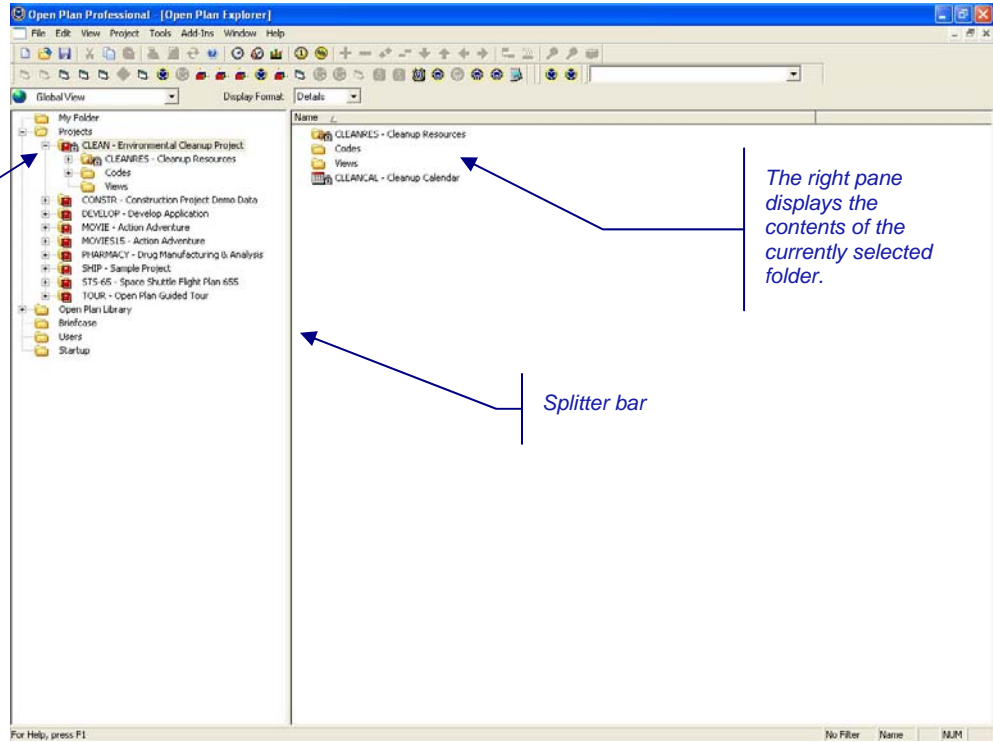 Open Plan Professional - [Open Plan Explorer]
File Edit View Project Tools Add-Ins Window Help
Global View Display Format: Details
My Folder
Projects
CLEAN - Environmental Cleanup Project
CLEANRES - Cleanup Resources
Codes
Views
CONSTR - Construction Project Demo Data
DEVELOP - Develop Application
MOVIE - Action Adventure
MOVIES15 - Action Adventure
PHARMACY - Drug Manufacturing & Analysis
SHIP - Sample Project
STS-65 - Space Shuttle Flight Plan 655
TOUR - Open Plan Guided Tour
Open Plan Library
Briefcase
Users
Startup
Name
CLEANRES - Cleanup Resources
Codes
Views
CLEANCAL - Cleanup Calendar
The right pane
displays the
contents of the
currently selected
folder.
Splitter bar
For Help, press F1
No Filter Name NUM